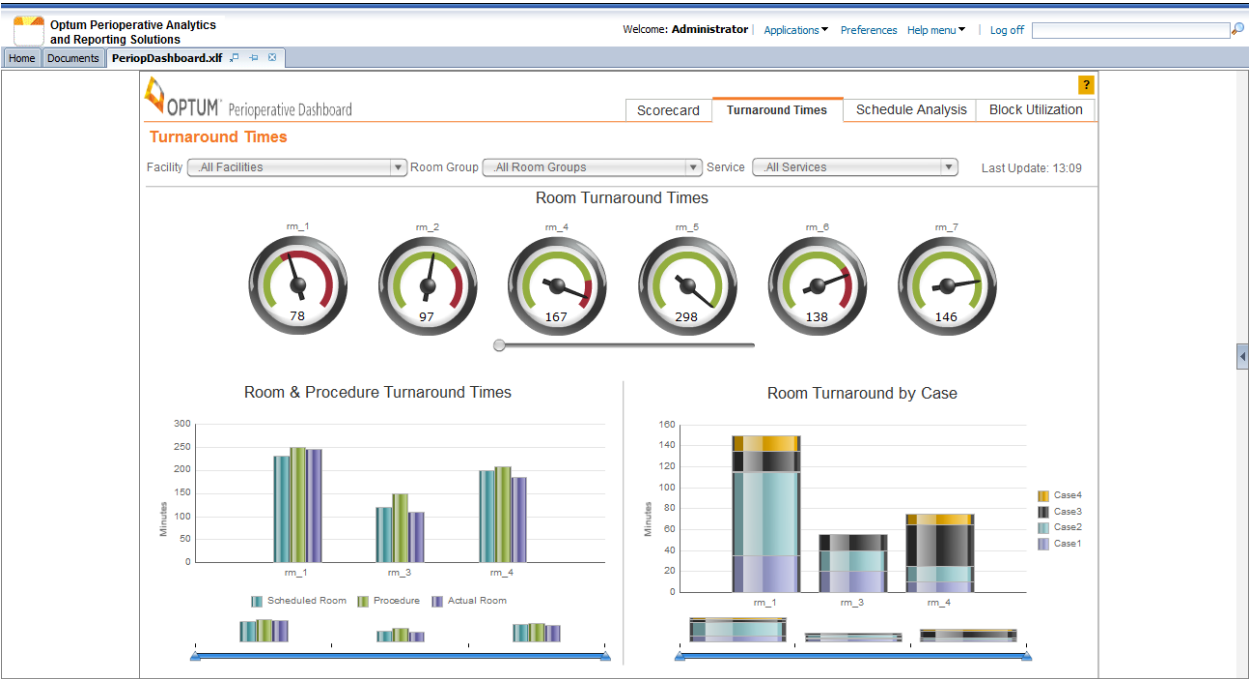 Optum Perioperative Analytics
and Reporting Solutions
Welcome: Administrator | Applications Preferences Help menu | Log off
Home Documents PeriopDashboard.xlf
?
OPTUM Perioperative Dashboard
Scorecard Turnaround Times Schedule Analysis Block Utilization
Turnaround Times
Facility .All Facilities Room Group .All Room Groups Service .All Services Last Update: 13:09
Room Turnaround Times
rm_1 rm_2 rm_4 rm_5 rm_6 rm_7
78 97 167 298 138 146
Room & Procedure Turnaround Times
300
250
200
150
100
50
0
Minutes
rm_1 rm_3 rm_4
Scheduled Room Procedure Actual Room
Room Turnaround by Case
160
140
120
100
80
60
40
20
0
Minutes
rm_1 rm_3 rm_4
Case4
Case3
Case2
Case1